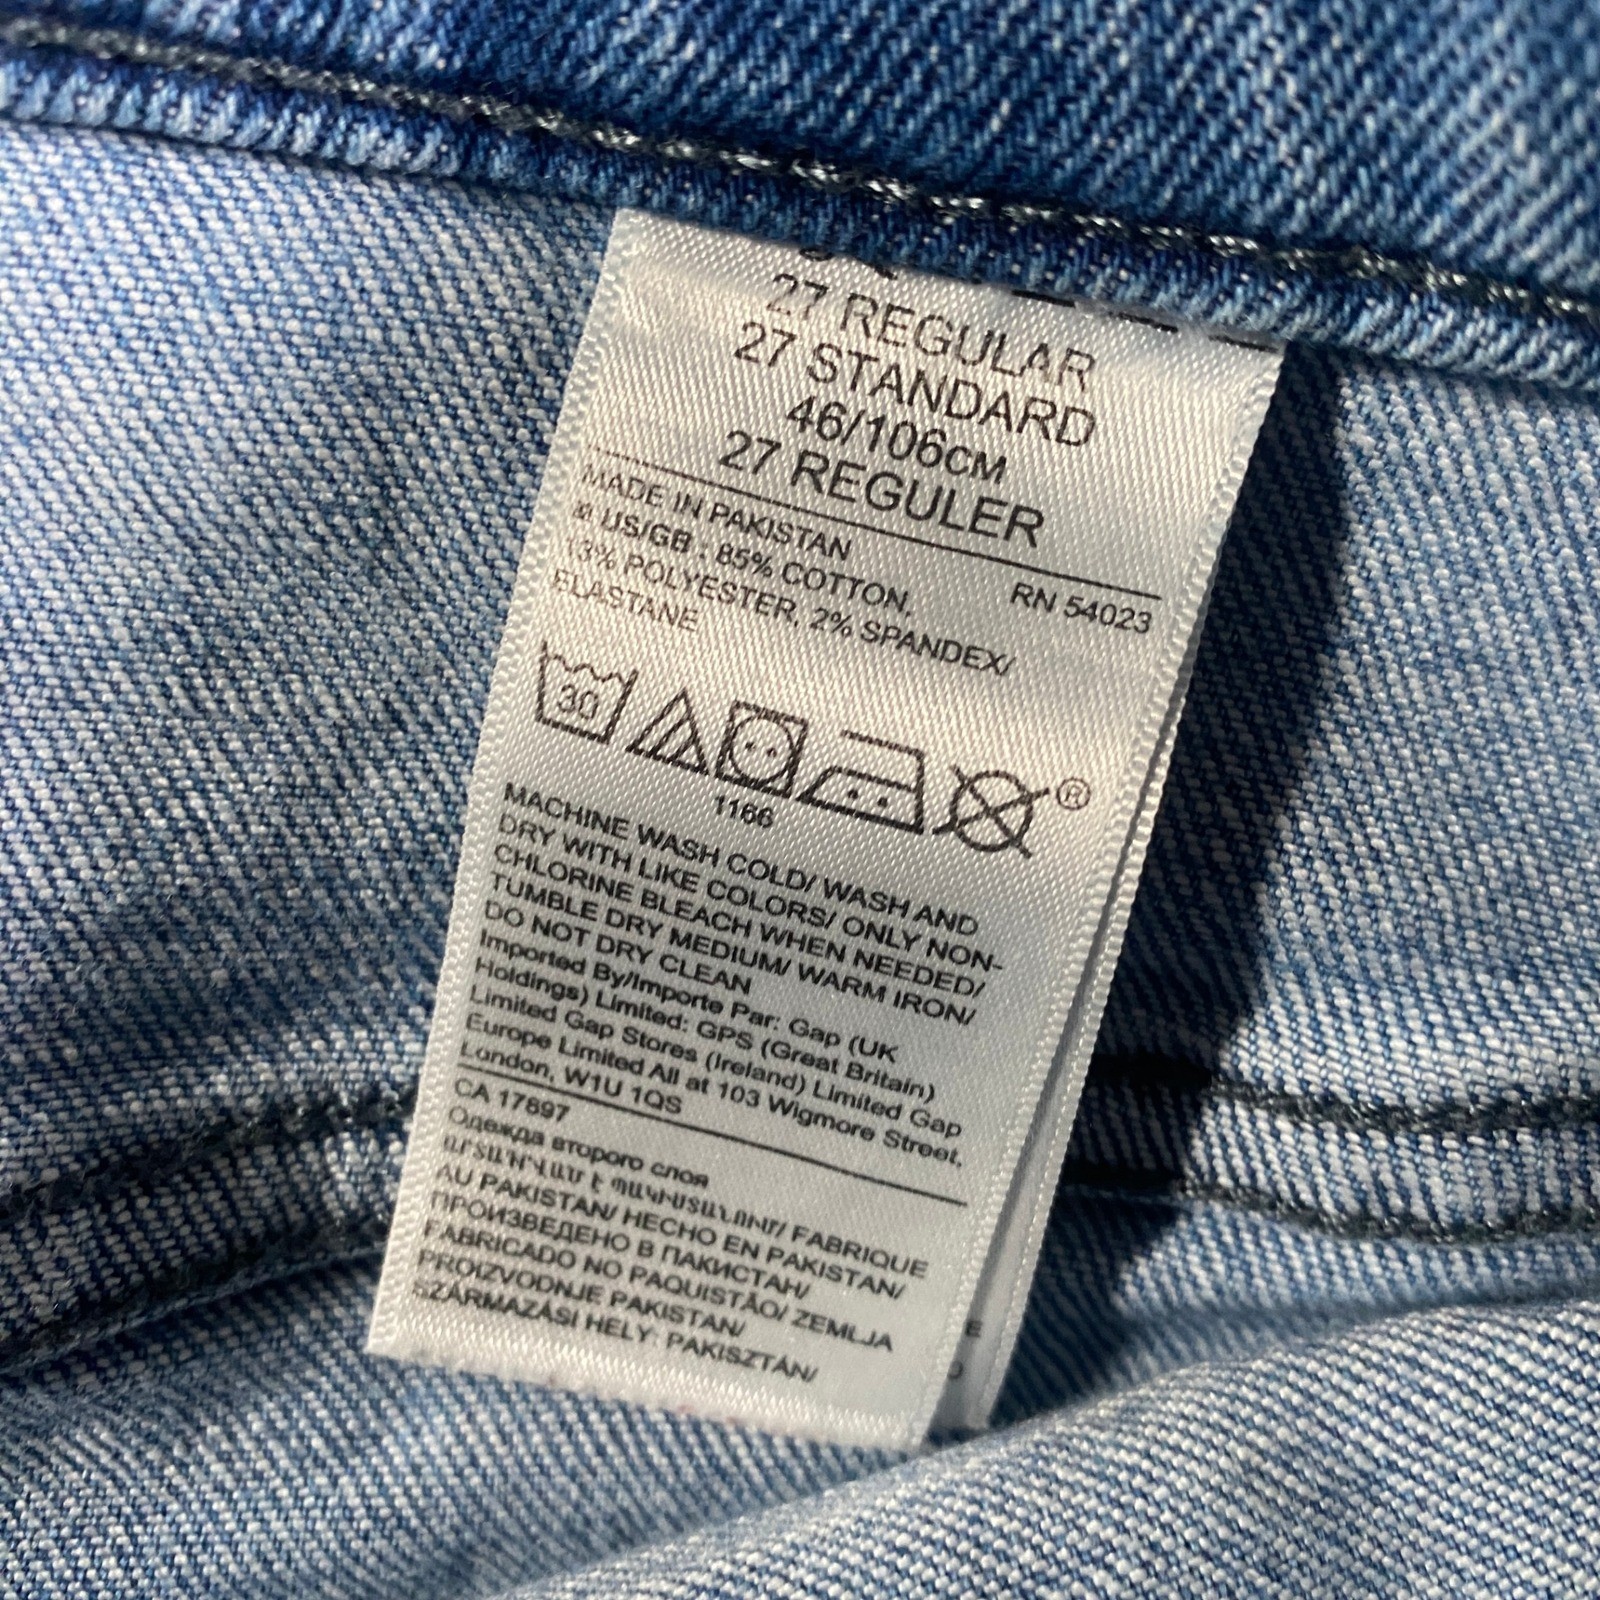 27 REGULAR
27 STANDARD
46/106CM
27 REGULER
MADE IN PAKISTAN
RN 54023
US/GB : 85% COTTON,
13% POLYESTER, 2% SPANDEX/
ELASTANE
30
®
1166
MACHINE WASH COLD/ WASH AND
DRY WITH LIKE COLORS/ ONLY NON-
CHLORINE BLEACH WHEN NEEDED/
TUMBLE DRY MEDIUM/ WARM IRON/
DO NOT DRY CLEAN
Imported By/Importe Par: Gap (UK
Holdings) Limited: GPS (Great Britain)
Limited Gap Stores (Ireland) Limited Gap
Europe Limited All at 103 Wigmore Street,
London, W1U 1QS
CA 17897
Одежда второго слоя
ԱՐՏԱԴՐՎԱԾ Է ՊԱԿԻՍՏԱՆՈՒՄ/ FABRIQUE
AU PAKISTAN/ HECHO EN PAKISTAN/
ПРОИЗВЕДЕНО В ПАКИСТАН/
FABRICADO NO PAQUISTÃO/ ZEMLJA
PROIZVODNJE PAKISTAN/
SZÁRMAZÁSI HELY: PAKISZTÁN/